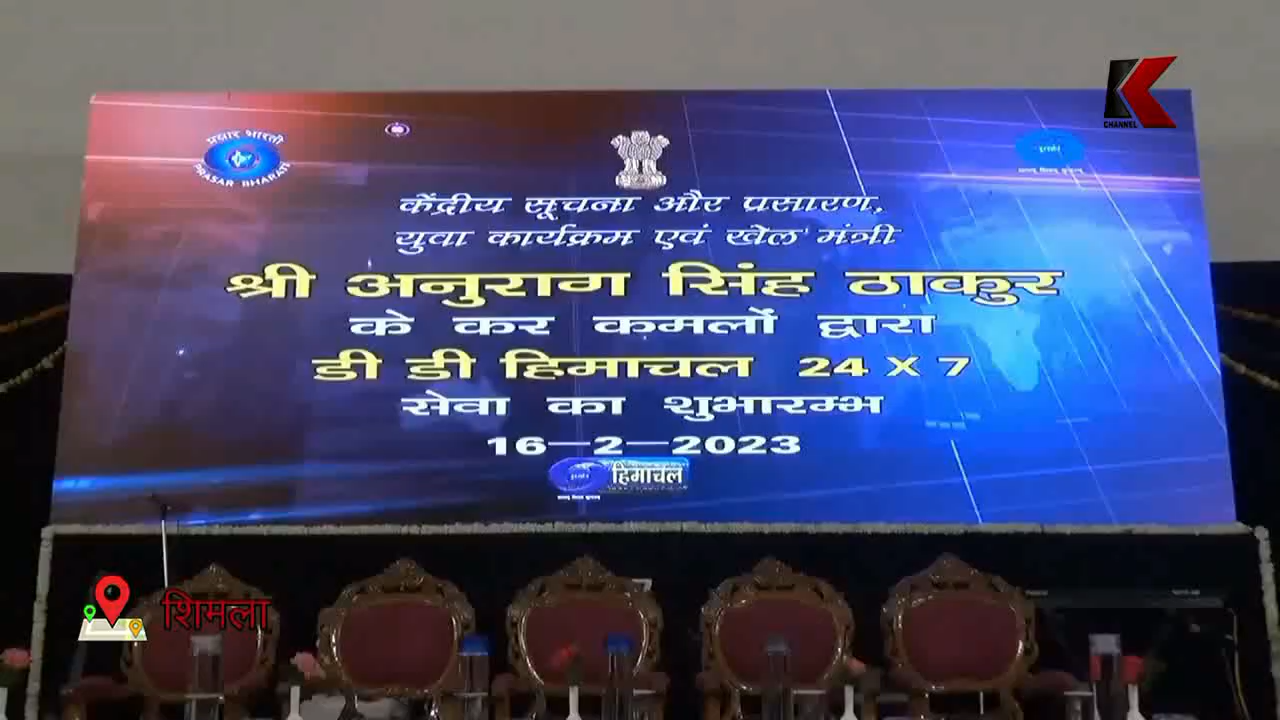 प्रसार भारती
PRASAR BHARATI
K
CHANNEL
केंद्रीय सूचना और प्रसारण,
युवा कार्यक्रम एवं खेल मंत्री
श्री अनुराग सिंह ठाकुर
के कर कमलों द्वारा
डी डी हिमाचल 24 X 7
सेवा का शुभारम्भ
16-2-2023
हिमाचल
शिमला